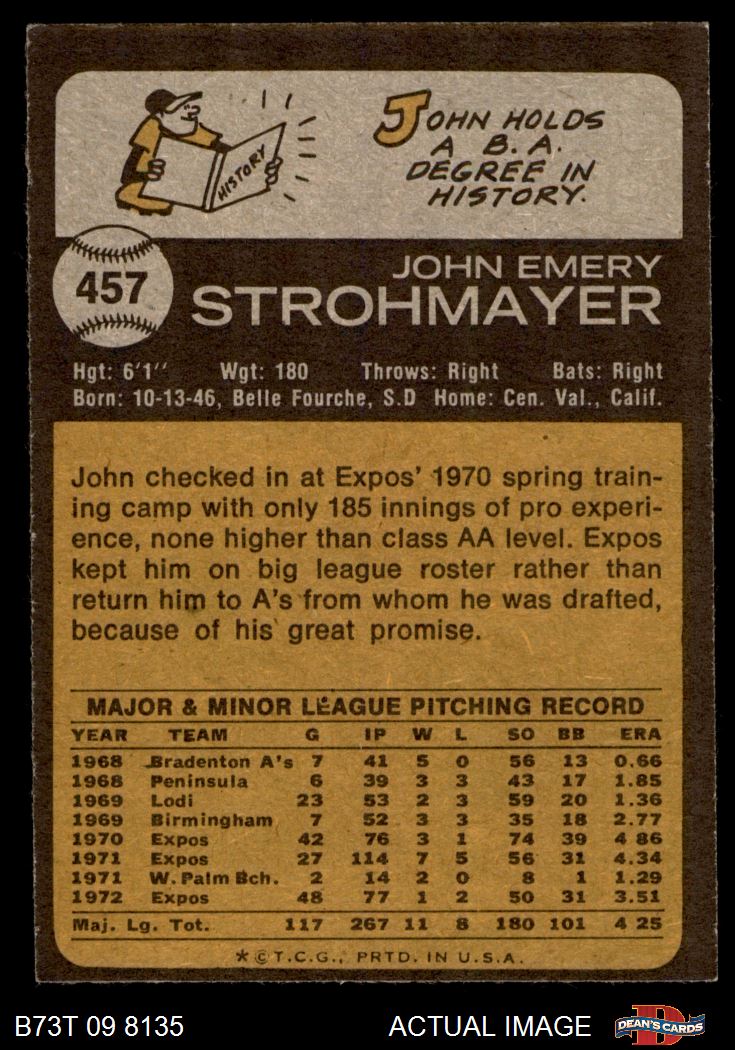 JOHN HOLDS
A B.A.
DEGREE IN
HISTORY.
HISTORY
457
JOHN EMERY
STROHMAYER
Hgt: 6'1'' Wgt: 180 Throws: Right Bats: Right
Born: 10-13-46, Belle Fourche, S.D Home: Cen. Val., Calif.
John checked in at Expos' 1970 spring train-
ing camp with only 185 innings of pro experi-
ence, none higher than class AA level. Expos
kept him on big league roster rather than
return him to A's from whom he was drafted,
because of his great promise.
MAJOR & MINOR LEAGUE PITCHING RECORD
YEAR TEAM G IP W L SO BB ERA
1968 Bradenton A's 7 41 5 0 56 13 0.66
1968 Peninsula 6 39 3 3 43 17 1.85
1969 Lodi 23 53 2 3 59 20 1.36
1969 Birmingham 7 52 3 3 35 18 2.77
1970 Expos 42 76 3 1 74 39 4 86
1971 Expos 27 114 7 5 56 31 4.34
1971 W. Palm Bch. 2 14 2 0 8 1 1.29
1972 Expos 48 77 1 2 50 31 3.51
Maj. Lg. Tot. 117 267 11 8 180 101 4 25
*©T.C.G., PRTD. IN U.S.A.
B73T 09 8135 ACTUAL IMAGE DEAN'S CARDS